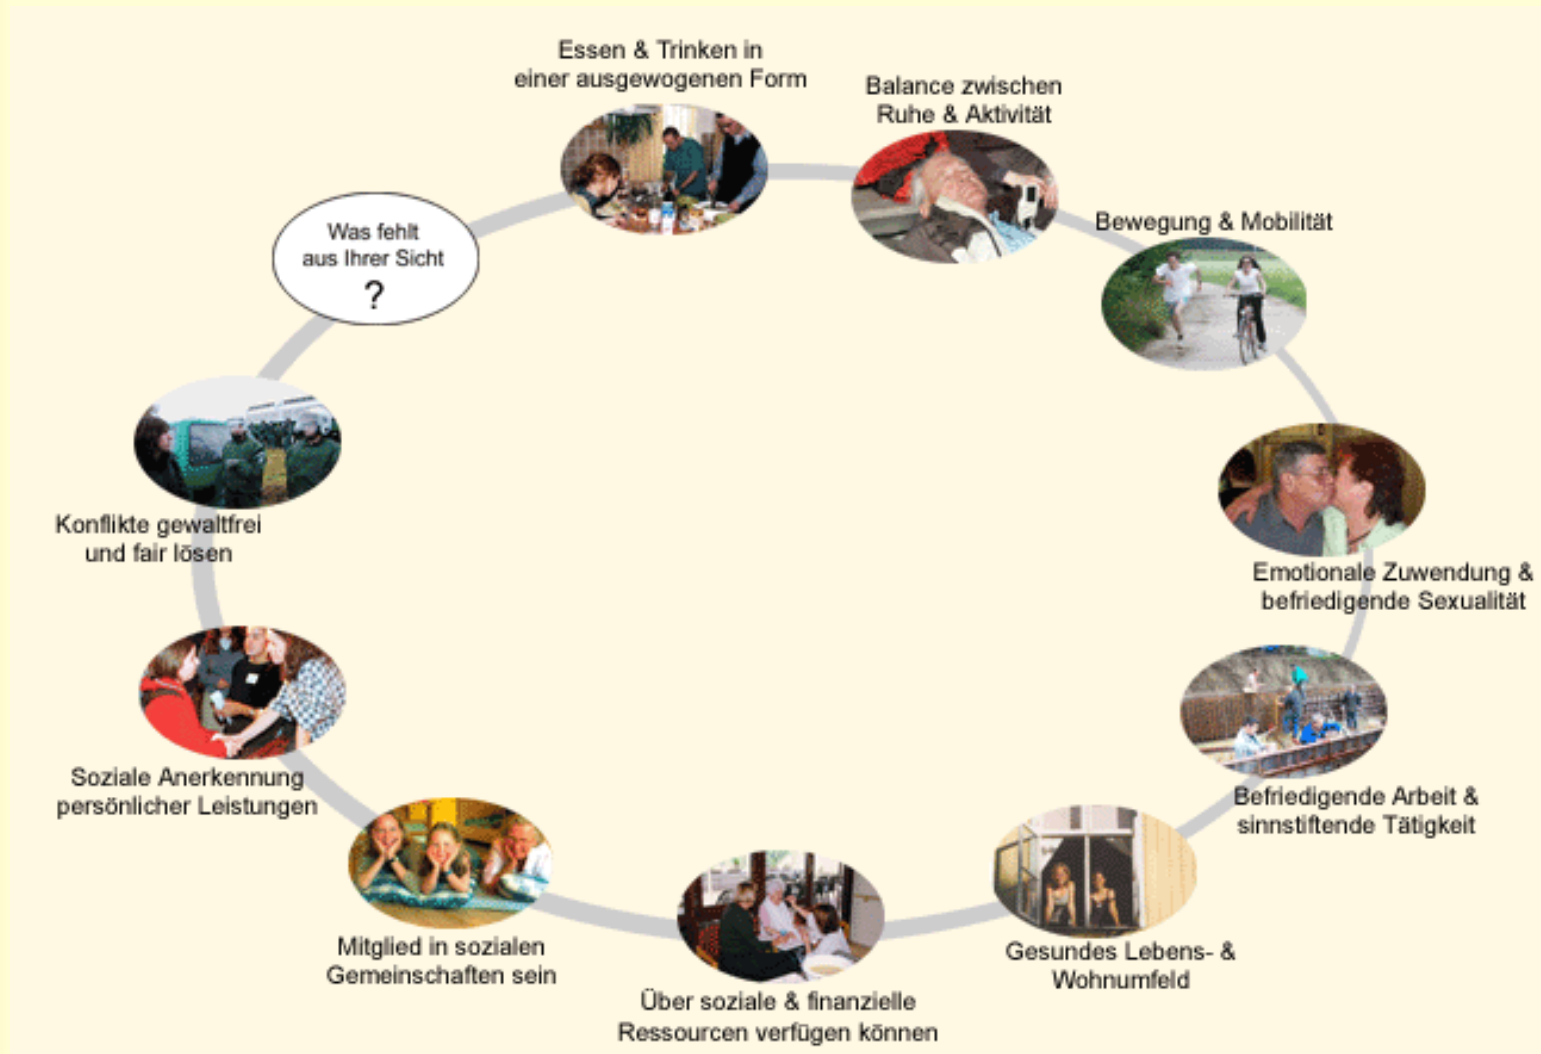 Essen & Trinken in
einer ausgewogenen Form
Balance zwischen
Ruhe & Aktivität
Bewegung & Mobilität
Emotionale Zuwendung &
befriedigende Sexualität
Befriedigende Arbeit &
sinnstiftende Tätigkeit
Gesundes Lebens- &
Wohnumfeld
Über soziale & finanzielle
Ressourcen verfügen können
Mitglied in sozialen
Gemeinschaften sein
Soziale Anerkennung
persönlicher Leistungen
Konflikte gewaltfrei
und fair lösen
Was fehlt
aus Ihrer Sicht
?